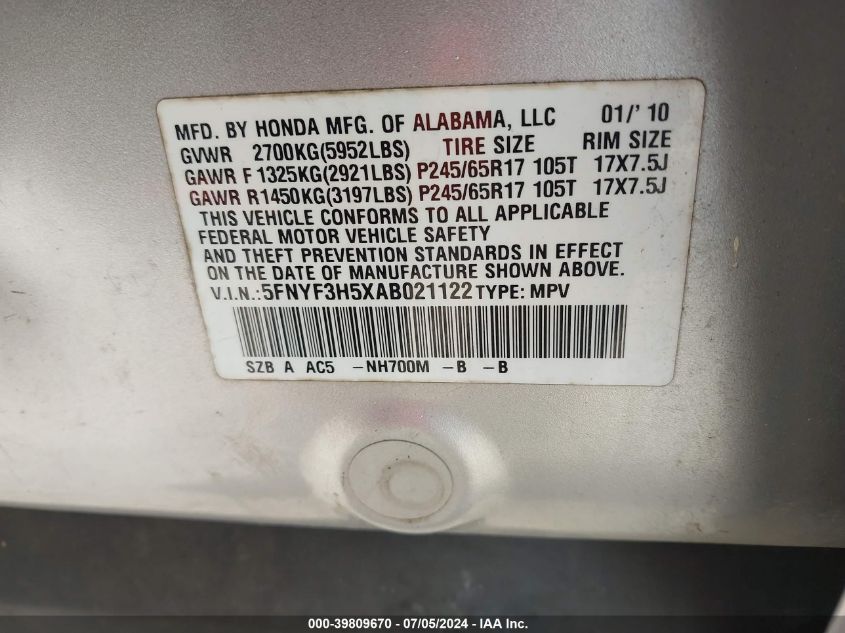 MFD. BY HONDA MFG. OF ALABAMA, LLC 01/'10
GVWR 2700KG(5952LBS) TIRE SIZE RIM SIZE
GAWR F 1325KG(2921LBS) P245/65R17 105T 17X7.5J
GAWR R1450KG(3197LBS) P245/65R17 105T 17X7.5J
THIS VEHICLE CONFORMS TO ALL APPLICABLE
FEDERAL MOTOR VEHICLE SAFETY
AND THEFT PREVENTION STANDARDS IN EFFECT
ON THE DATE OF MANUFACTURE SHOWN ABOVE.
V.I.N.:5FNYF3H5XAB021122 TYPE: MPV
SZB A AC5 -NH700M -B -B
000-39809670 - 07/05/2024 - IAA Inc.